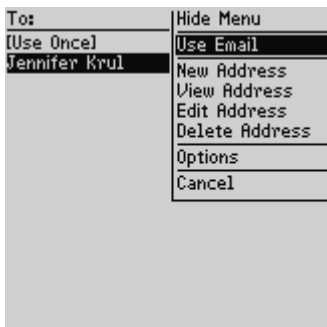 To:
[Use Once]
Jennifer Krul
Hide Menu
Use Email
New Address
View Address
Edit Address
Delete Address
Options
Cancel